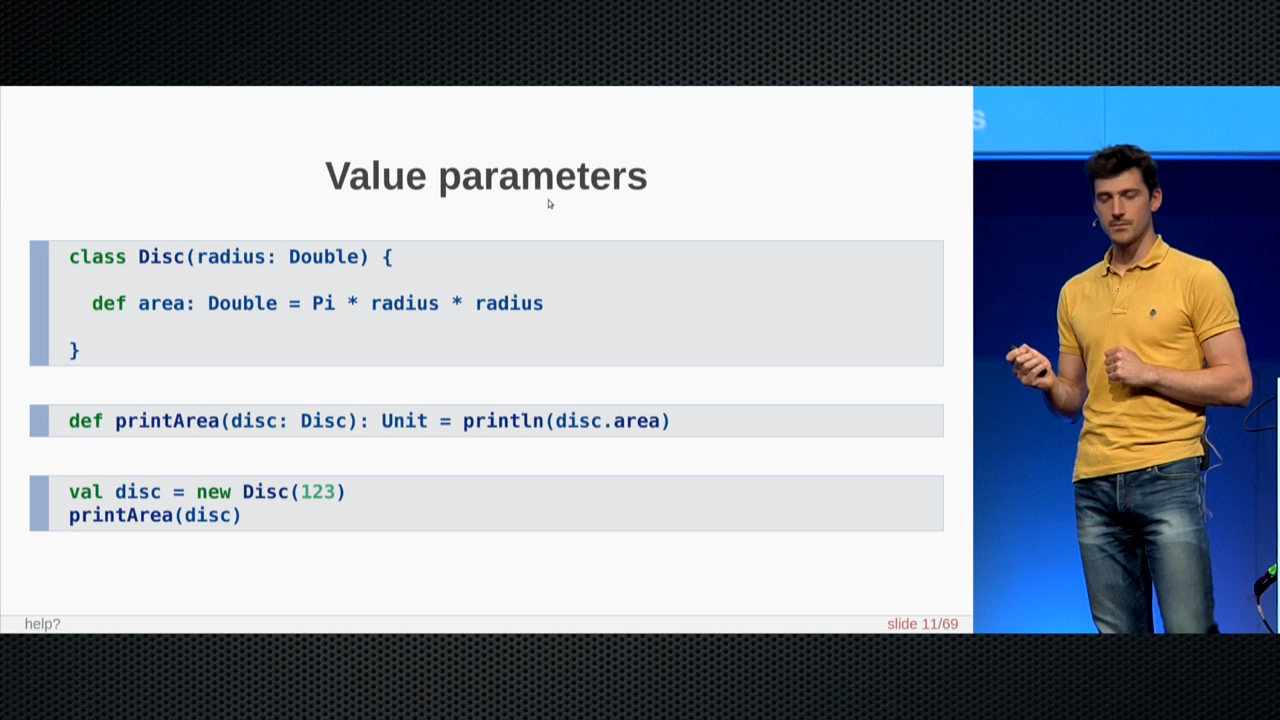 Value parameters
class Disc(radius: Double) {
def area: Double = Pi * radius * radius
}
def printArea(disc: Disc): Unit = println(disc.area)
val disc = new Disc(123)
printArea(disc)
help?
slide 11/69
s